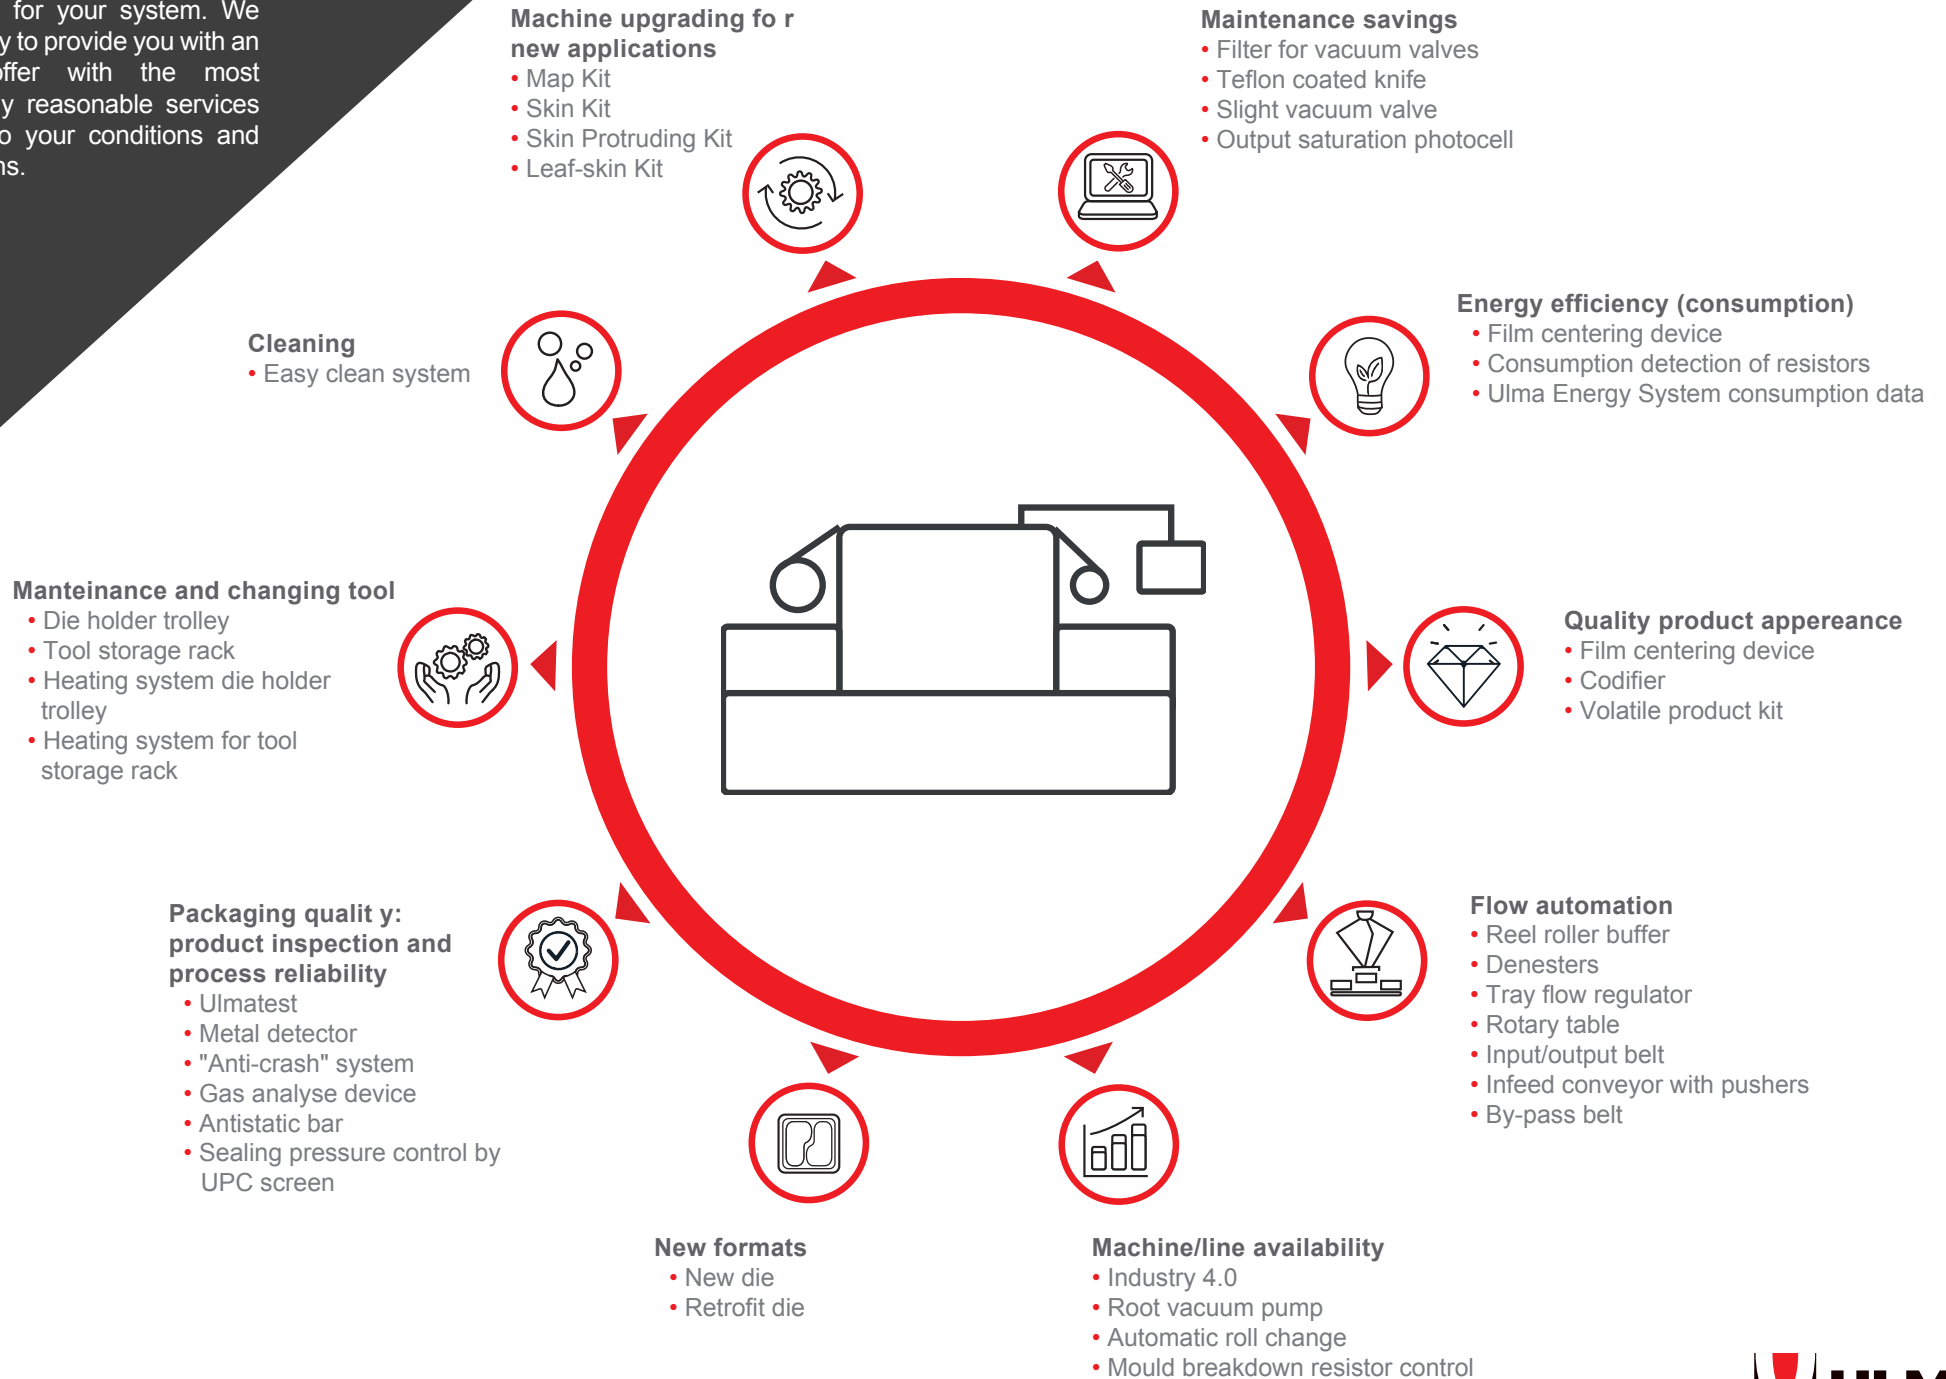 for your system. We
y to provide you with an
offer with the most
y reasonable services
o your conditions and
ns.
Machine upgrading fo r
new applications
• Map Kit
• Skin Kit
• Skin Protruding Kit
• Leaf-skin Kit
Maintenance savings
• Filter for vacuum valves
• Teflon coated knife
• Slight vacuum valve
• Output saturation photocell
Cleaning
• Easy clean system
Energy efficiency (consumption)
• Film centering device
• Consumption detection of resistors
• Ulma Energy System consumption data
Manteinance and changing tool
• Die holder trolley
• Tool storage rack
• Heating system die holder
trolley
• Heating system for tool
storage rack
Quality product appereance
• Film centering device
• Codifier
• Volatile product kit
Packaging qualit y:
product inspection and
process reliability
• Ulmatest
• Metal detector
• "Anti-crash" system
• Gas analyse device
• Antistatic bar
• Sealing pressure control by
UPC screen
Flow automation
• Reel roller buffer
• Denesters
• Tray flow regulator
• Rotary table
• Input/output belt
• Infeed conveyor with pushers
• By-pass belt
New formats
• New die
• Retrofit die
Machine/line availability
• Industry 4.0
• Root vacuum pump
• Automatic roll change
• Mould breakdown resistor control